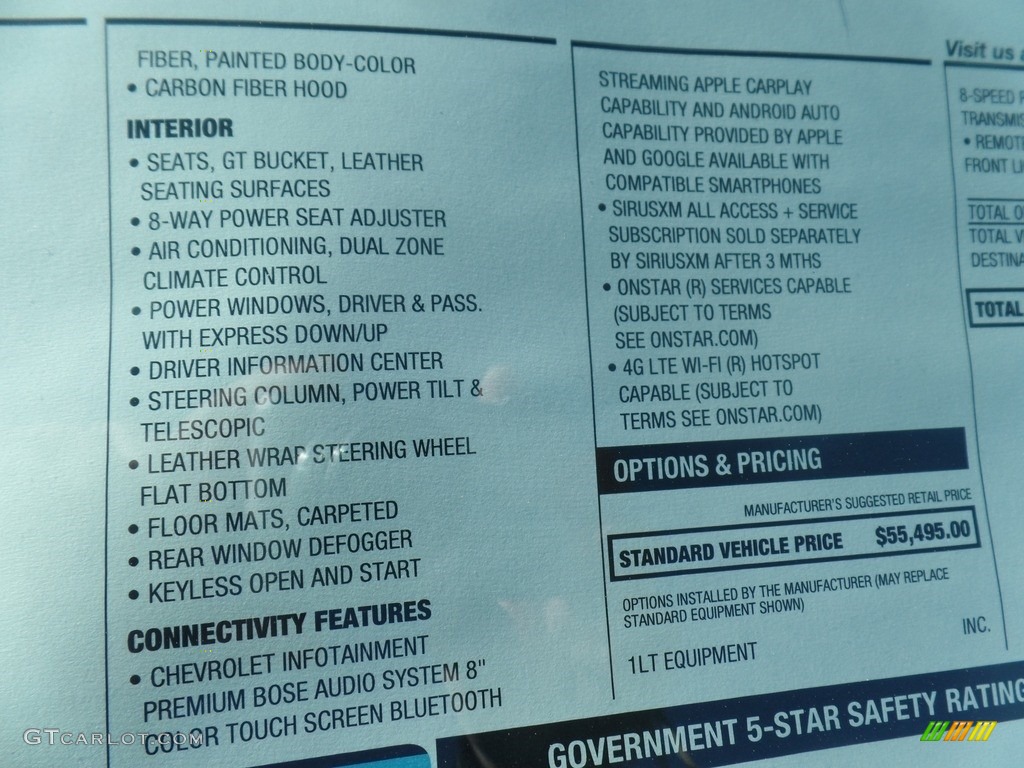 FIBER, PAINTED BODY-COLOR
• CARBON FIBER HOOD
INTERIOR
• SEATS, GT BUCKET, LEATHER
SEATING SURFACES
• 8-WAY POWER SEAT ADJUSTER
• AIR CONDITIONING, DUAL ZONE
CLIMATE CONTROL
• POWER WINDOWS, DRIVER & PASS.
WITH EXPRESS DOWN/UP
• DRIVER INFORMATION CENTER
• STEERING COLUMN, POWER TILT &
TELESCOPIC
• LEATHER WRAP STEERING WHEEL
FLAT BOTTOM
• FLOOR MATS, CARPETED
• REAR WINDOW DEFOGGER
• KEYLESS OPEN AND START
CONNECTIVITY FEATURES
• CHEVROLET INFOTAINMENT
PREMIUM BOSE AUDIO SYSTEM 8"
COLOR TOUCH SCREEN BLUETOOTH
STREAMING APPLE CARPLAY
CAPABILITY AND ANDROID AUTO
CAPABILITY PROVIDED BY APPLE
AND GOOGLE AVAILABLE WITH
COMPATIBLE SMARTPHONES
• SIRUSXM ALL ACCESS + SERVICE
SUBSCRIPTION SOLD SEPARATELY
BY SIRIUSXM AFTER 3 MTHS
• ONSTAR (R) SERVICES CAPABLE
(SUBJECT TO TERMS
SEE ONSTAR.COM)
• 4G LTE WI-FI (R) HOTSPOT
CAPABLE (SUBJECT TO
TERMS SEE ONSTAR.COM)
OPTIONS & PRICING
MANUFACTURER'S SUGGESTED RETAIL PRICE
STANDARD VEHICLE PRICE $55,495.00
OPTIONS INSTALLED BY THE MANUFACTURER (MAY REPLACE
STANDARD EQUIPMENT SHOWN)
INC.
1LT EQUIPMENT
GOVERNMENT 5-STAR SAFETY RATING
Visit us
8-SPEED
TRANSMIS
• REMOT
FRONT
TOTAL
TOTAL
DESTINA
TOTAL
GTcarlot.com